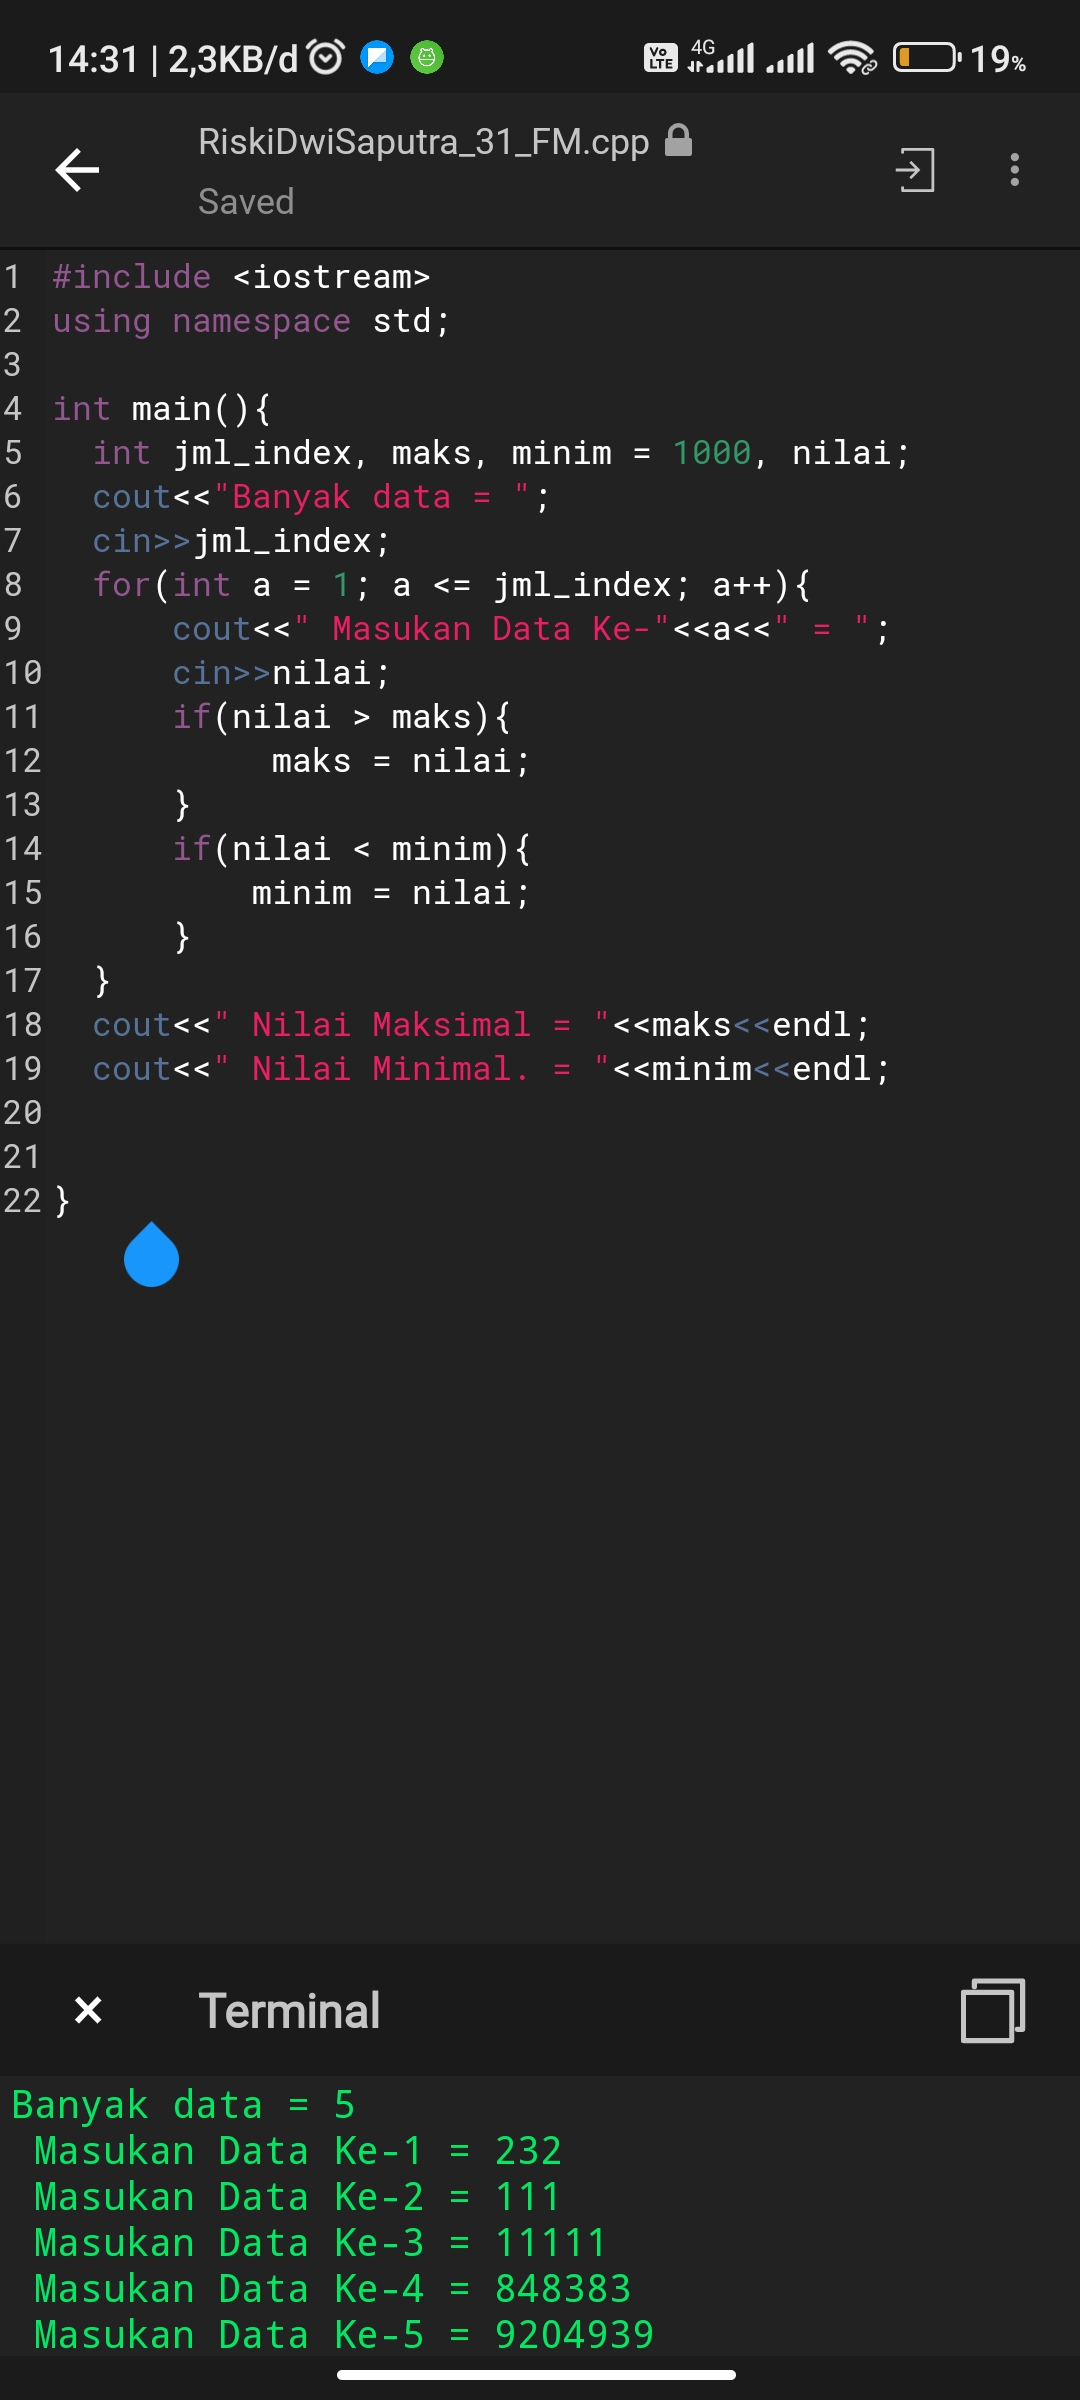 14:31 | 2,3KB/d Vo LTE 4G 19%
RiskiDwiSaputra_31_FM.cpp
Saved
1 #include <iostream>
2 using namespace std;
3
4 int main(){
5   int jml_index, maks, minim = 1000, nilai;
6   cout<<"Banyak data = ";
7   cin>>jml_index;
8   for(int a = 1; a <= jml_index; a++){
9       cout<<" Masukan Data Ke-"<<a<<" = ";
10       cin>>nilai;
11       if(nilai > maks){
12            maks = nilai;
13       }
14       if(nilai < minim){
15           minim = nilai;
16       }
17   }
18   cout<<" Nilai Maksimal = "<<maks<<endl;
19   cout<<" Nilai Minimal. = "<<minim<<endl;
20
21
22 }
Terminal
Banyak data = 5
 Masukan Data Ke-1 = 232
 Masukan Data Ke-2 = 111
 Masukan Data Ke-3 = 11111
 Masukan Data Ke-4 = 848383
 Masukan Data Ke-5 = 9204939